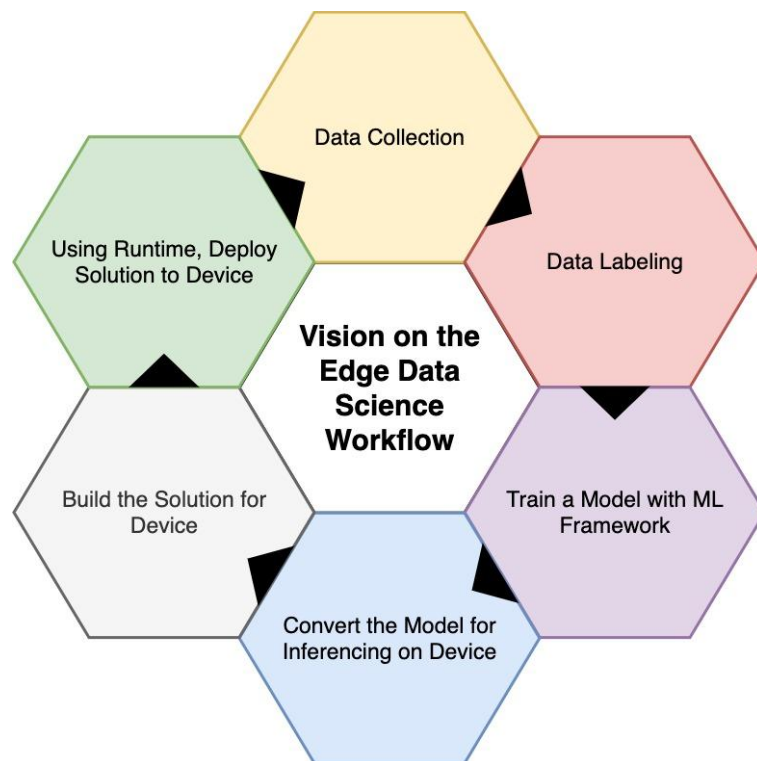 Data Collection
Using Runtime, Deploy
Solution to Device
Data Labeling
Vision on the
Edge Data
Science
Workflow
Build the Solution for
Device
Train a Model with ML
Framework
Convert the Model for
Inferencing on Device